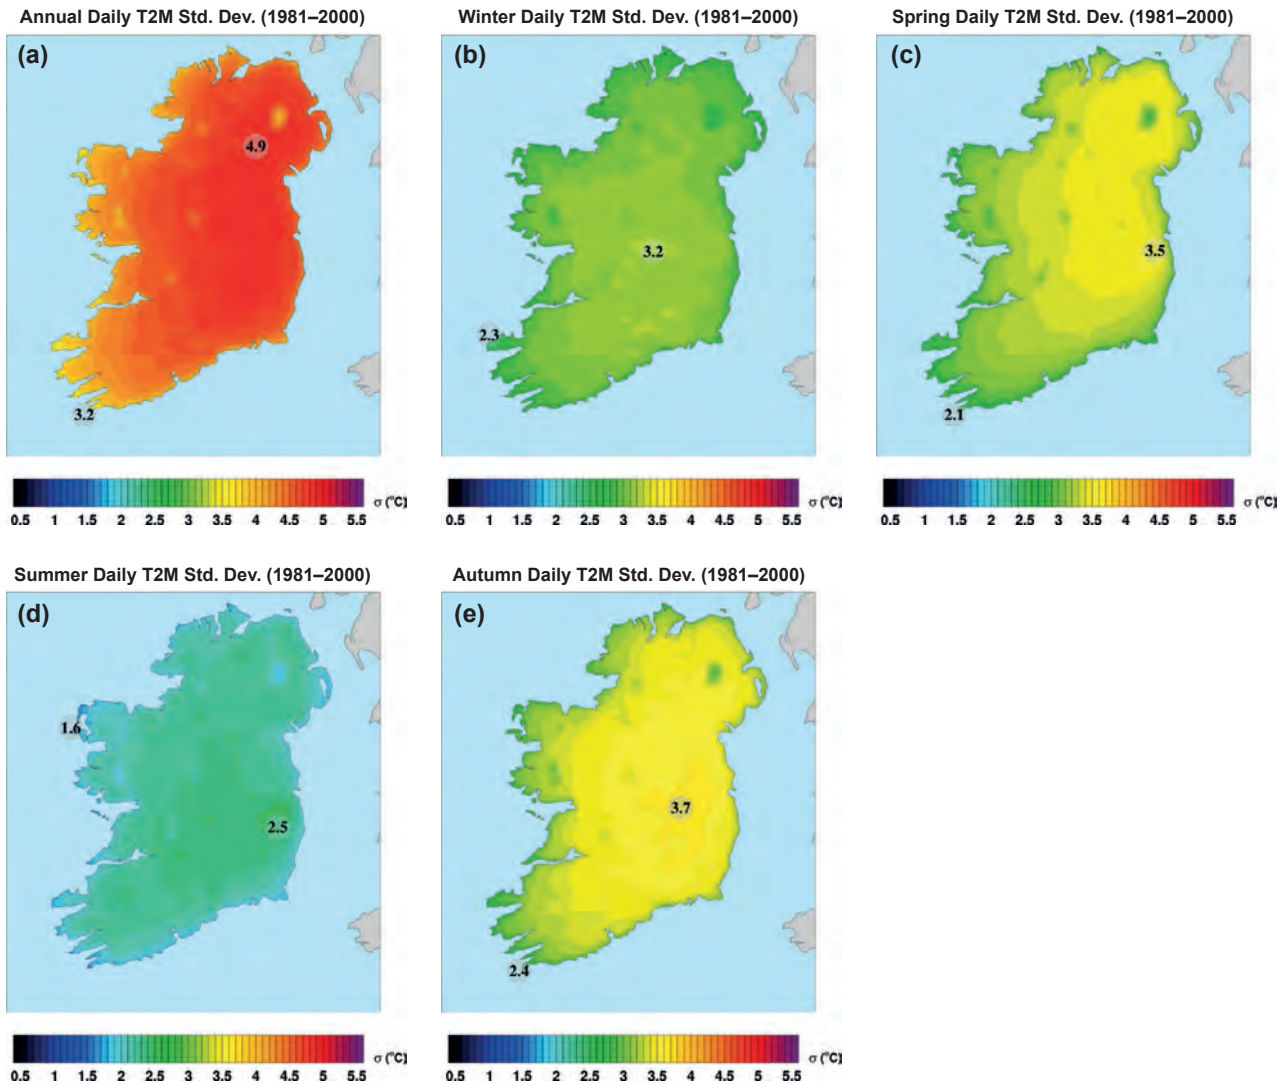 Annual Daily T2M Std. Dev. (1981–2000)
Winter Daily T2M Std. Dev. (1981–2000)
Spring Daily T2M Std. Dev. (1981–2000)
(a)
(b)
(c)
4.9
3.2
3.2
2.3
3.5
2.1
σ (°C)
0.5 1 1.5 2 2.5 3 3.5 4 4.5 5 5.5
σ (°C)
0.5 1 1.5 2 2.5 3 3.5 4 4.5 5 5.5
σ (°C)
0.5 1 1.5 2 2.5 3 3.5 4 4.5 5 5.5
Summer Daily T2M Std. Dev. (1981–2000)
Autumn Daily T2M Std. Dev. (1981–2000)
(d)
(e)
1.6
2.5
3.7
2.4
σ (°C)
0.5 1 1.5 2 2.5 3 3.5 4 4.5 5 5.5
σ (°C)
0.5 1 1.5 2 2.5 3 3.5 4 4.5 5 5.5